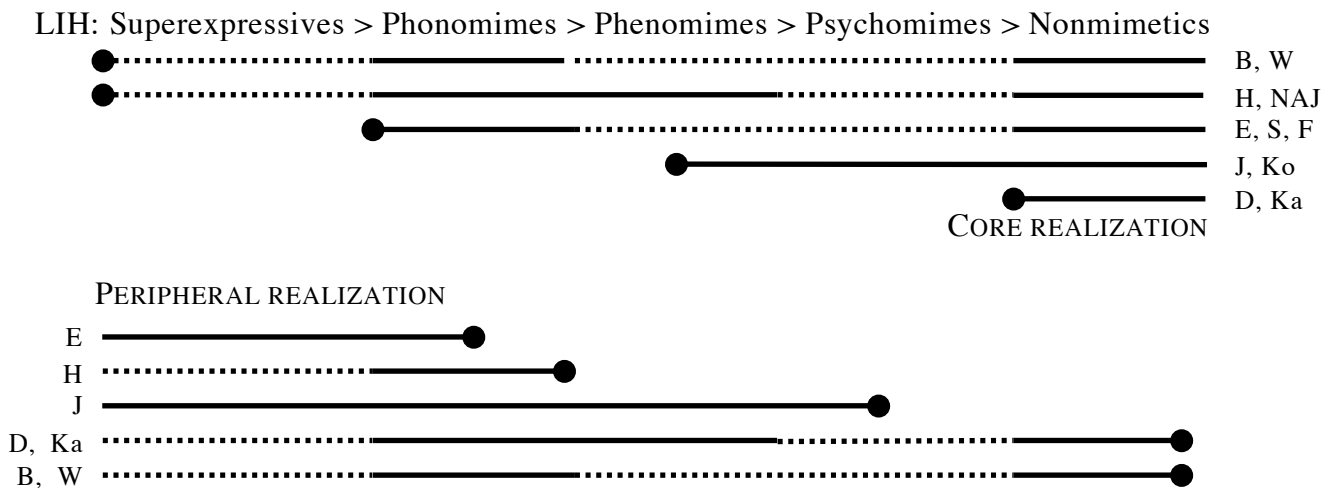 LIH: Superexpressives > Phonomimes > Phenomimes > Psychomimes > Nonmimetics
B, W
H, NAJ
E, S, F
J, Ko
D, Ka
CORE REALIZATION
PERIPHERAL REALIZATION
E
H
J
D, Ka
B, W